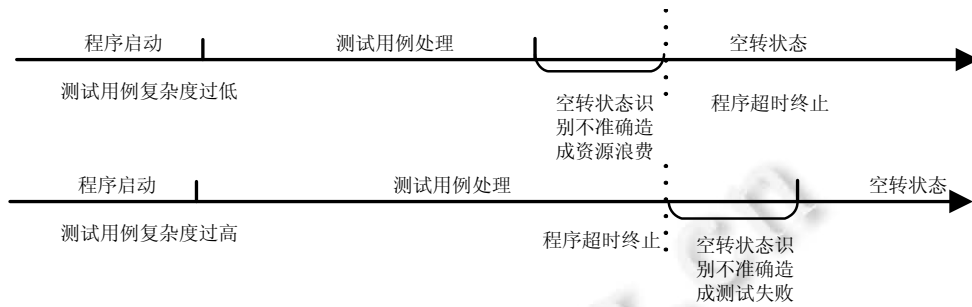 程序启动
测试用例处理
空转状态
测试用例复杂度过低
空转状态识
别不准确造
成资源浪费
程序超时终止
程序启动
测试用例处理
空转状态
测试用例复杂度过高
程序超时终止
空转状态识
别不准确造
成测试失败